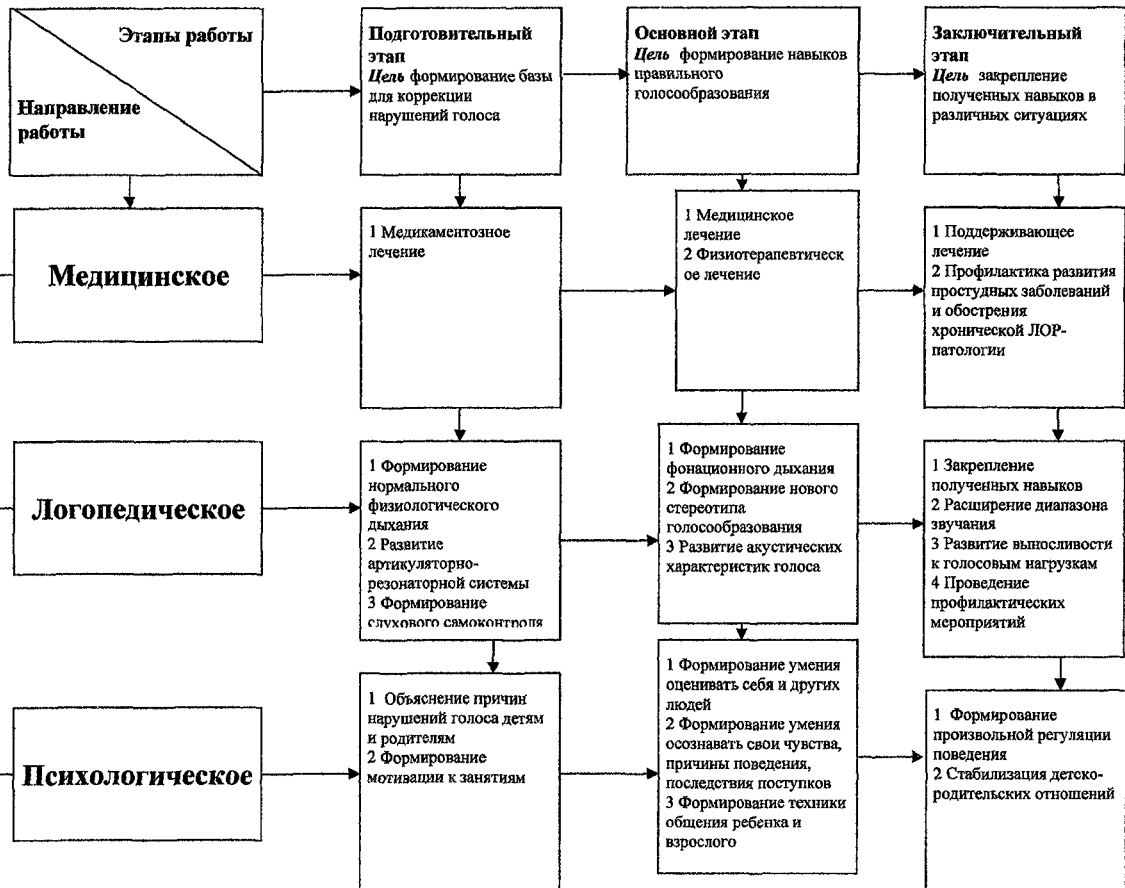 Этапы работы
Направление
работы
Подготовительный
этап
Цель формирование базы
для коррекции
нарушений голоса
Основной этап
Цель формирование навыков
правильного
голосообразования
Заключительный
этап
Цель закрепление
полученных навыков в
различных ситуациях
Медицинское
1 Медикаментозное
лечение
1 Медицинское
лечение
2 Физиотерапевтическ
ое лечение
1 Поддерживающее
лечение
2 Профилактика развития
простудных заболеваний
и обострения
хронической ЛОР-
патологии
Логопедическое
1 Формирование
нормального
физиологического
дыхания
2 Развитие
артикуляторно-
резонаторной системы
3 Формирование
слухового самоконтроля
1 Формирование
фонационного дыхания
2 Формирование нового
стереотипа
голосообразования
3 Развитие акустических
характеристик голоса
1 Закрепление
полученных навыков
2 Расширение диапазона
звучания
3 Развитие выносливости
к голосовым нагрузкам
4 Проведение
профилактических
мероприятий
Психологическое
1 Объяснение причин
нарушений голоса детям
и родителям
2 Формирование
мотивации к занятиям
1 Формирование умения
оценивать себя и других
людей
2 Формирование умения
осознавать свои чувства,
причины поведения,
последствия поступков
3 Формирование техники
общения ребенка и
взрослого
1 Формирование
произвольной регуляции
поведения
2 Стабилизация детско-
родительских отношений